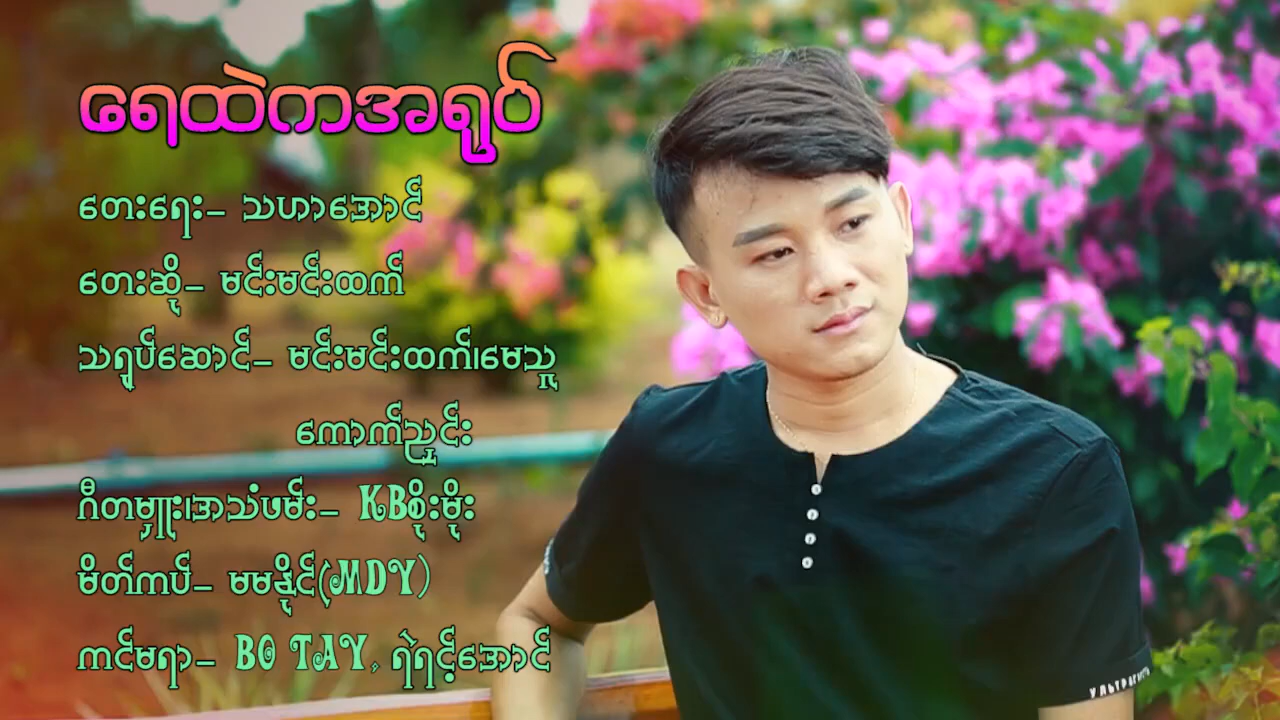 ရေထဲကအရုပ်
တေးရေး- သဟာအောင်
တေးဆို- မင်းမင်းထက်
သရုပ်ဆောင်- မင်းမင်းထက်၊မေသူ
ကောက်ညှင်း
ဂီတမှူး၊အသံဖမ်း- KBစိုးမိုး
မိတ်ကပ်- မမနိုင်(MDY)
ကင်မရာ- BO TAY, ရဲရင့်အောင်